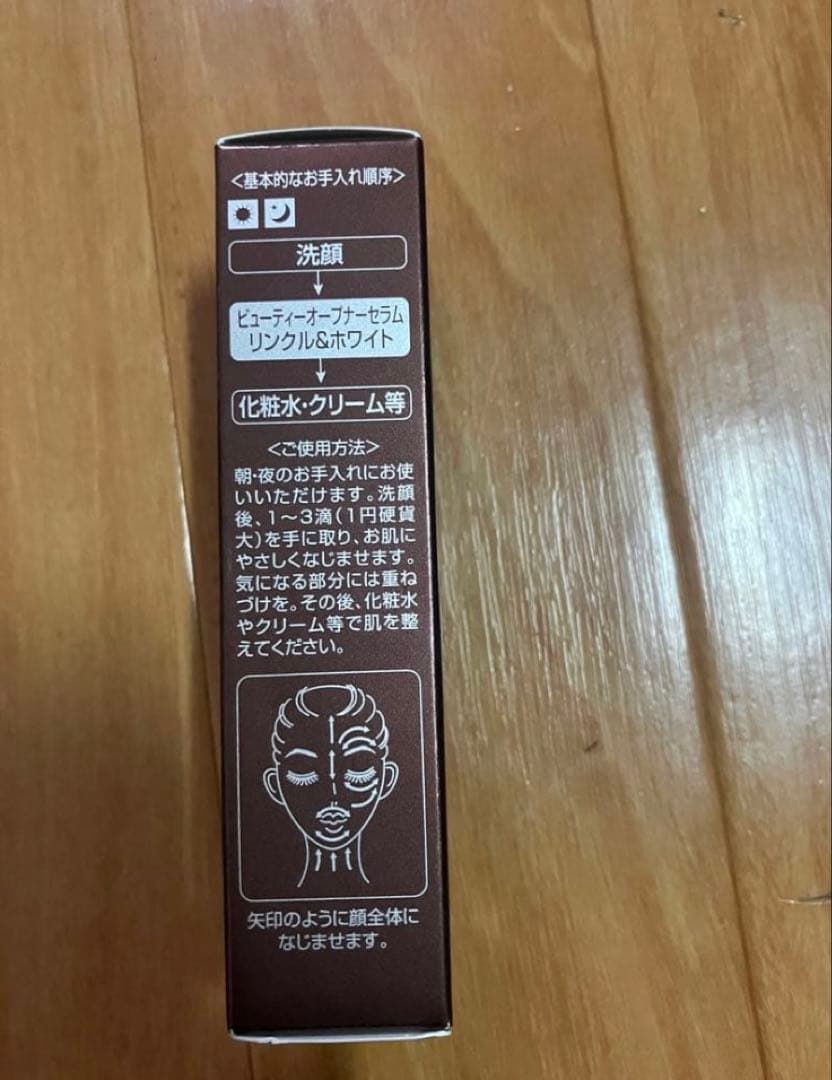 <基本的なお手入れ順序>
洗顔
ビューティーオープナーセラム
リンクル&ホワイト
化粧水・クリーム等
<ご使用方法>
朝・夜のお手入れにお使
いいただけます。洗顔
後、1～3滴(1円硬貨
大)を手に取り、お肌に
やさしくなじませます。
気になる部分には重ね
づけを。その後、化粧水
やクリーム等で肌を整
えてください。
矢印のように顔全体に
なじませます。